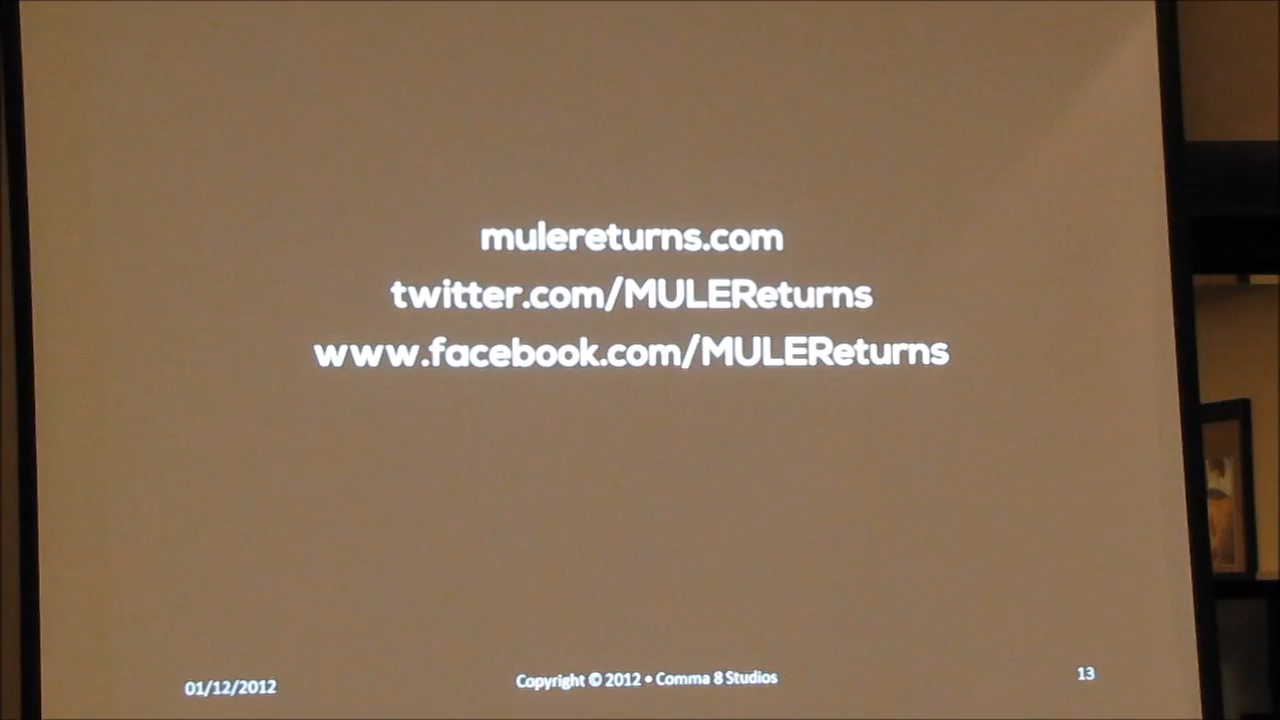 mulereturns.com
twitter.com/MULEReturns
www.facebook.com/MULEReturns
01/12/2012
Copyright © 2012 • Comma 8 Studios
13